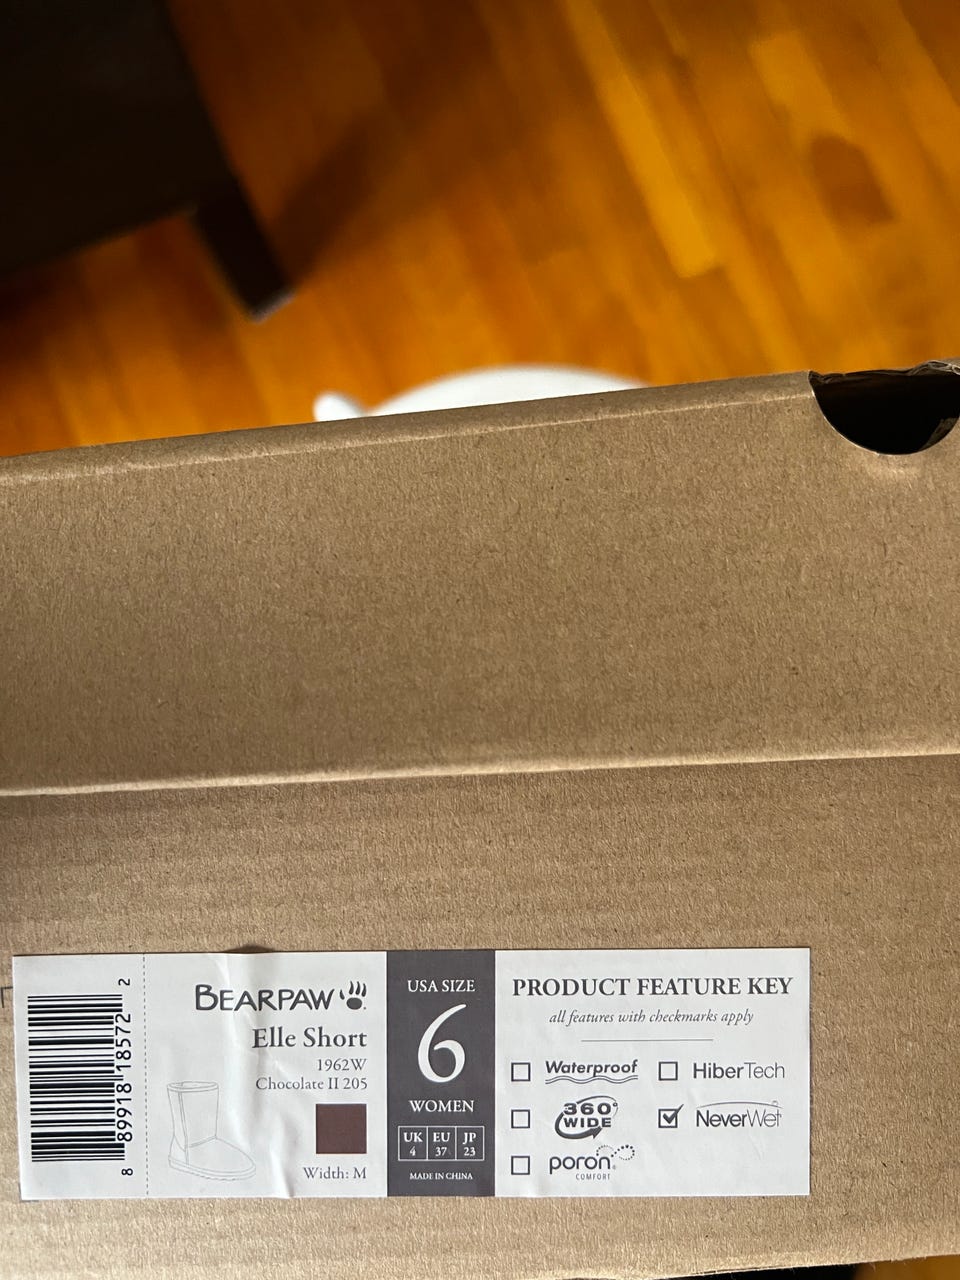 8 89918 18572 2
BEARPAW
Elle Short
1962W
Chocolate II 205
Width: M
USA SIZE
6
WOMEN
UK EU JP
4 37 23
MADE IN CHINA
PRODUCT FEATURE KEY
all features with checkmarks apply
Waterproof
HiberTech
360°
WIDE
NeverWet
poron
COMFORT